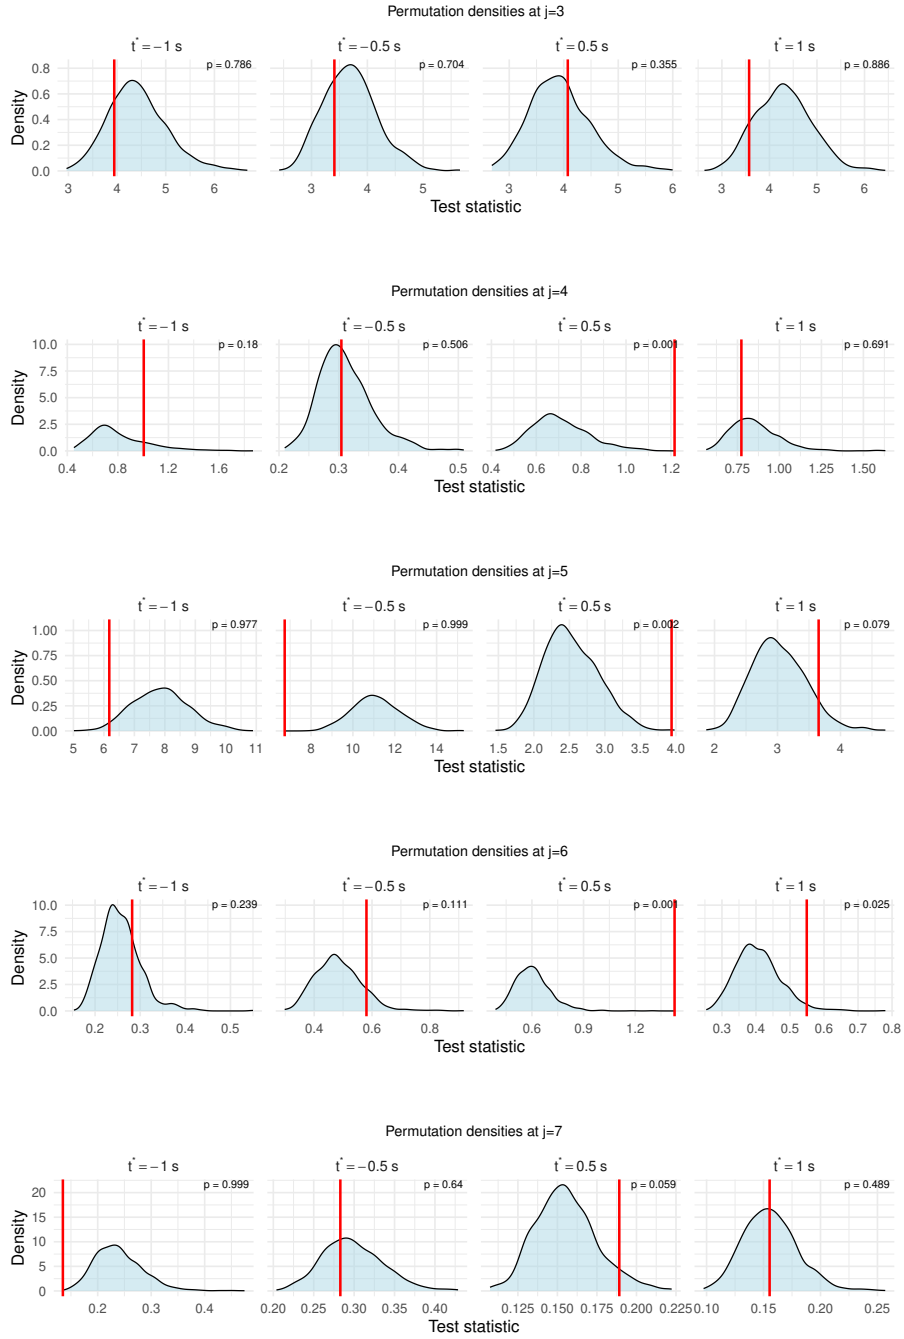 Permutation densities at j=3
t* = −1 s t* = −0.5 s t* = 0.5 s t* = 1 s
p = 0.786 p = 0.704 p = 0.355 p = 0.886
Density
0.8
0.6
0.4
0.2
0.0
3 4 5 6 3 4 5 3 4 5 6 3 4 5 6
Test statistic
Permutation densities at j=4
t* = −1 s t* = −0.5 s t* = 0.5 s t* = 1 s
p = 0.18 p = 0.506 p = 0.001 p = 0.691
Density
10.0
7.5
5.0
2.5
0.0
0.4 0.8 1.2 1.6 0.2 0.3 0.4 0.5 0.4 0.6 0.8 1.0 1.2 0.75 1.00 1.25 1.50
Test statistic
Permutation densities at j=5
t* = −1 s t* = −0.5 s t* = 0.5 s t* = 1 s
p = 0.977 p = 0.999 p = 0.002 p = 0.079
Density
1.00
0.75
0.50
0.25
0.00
5 6 7 8 9 10 11 8 10 12 14 1.5 2.0 2.5 3.0 3.5 4.0 2 3 4
Test statistic
Permutation densities at j=6
t* = −1 s t* = −0.5 s t* = 0.5 s t* = 1 s
p = 0.239 p = 0.111 p = 0.001 p = 0.025
Density
10.0
7.5
5.0
2.5
0.0
0.2 0.3 0.4 0.5 0.4 0.6 0.8 0.6 0.9 1.2 0.3 0.4 0.5 0.6 0.7 0.8
Test statistic
Permutation densities at j=7
t* = −1 s t* = −0.5 s t* = 0.5 s t* = 1 s
p = 0.999 p = 0.64 p = 0.059 p = 0.489
Density
20
15
10
5
0
0.2 0.3 0.4 0.20 0.25 0.30 0.35 0.40 0.125 0.150 0.175 0.200 0.225 0.10 0.15 0.20 0.25
Test statistic